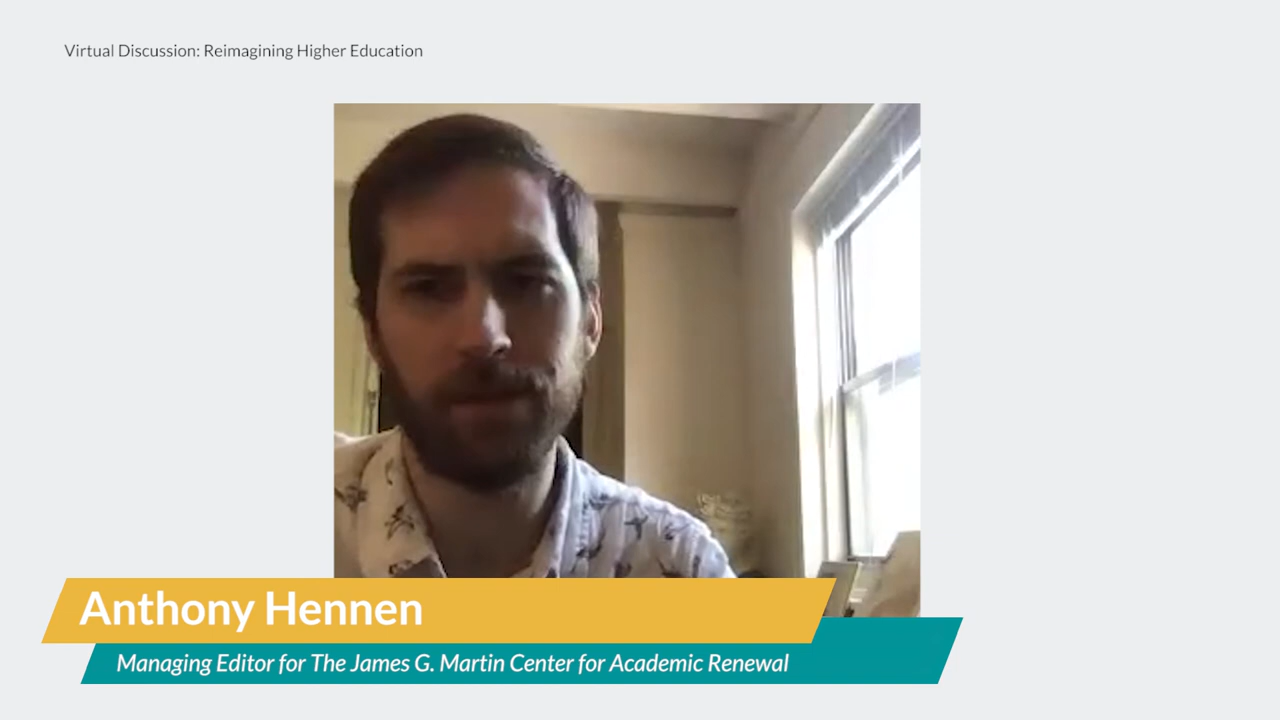 Virtual Discussion: Reimagining Higher Education
Anthony Hennen
Managing Editor for The James G. Martin Center for Academic Renewal